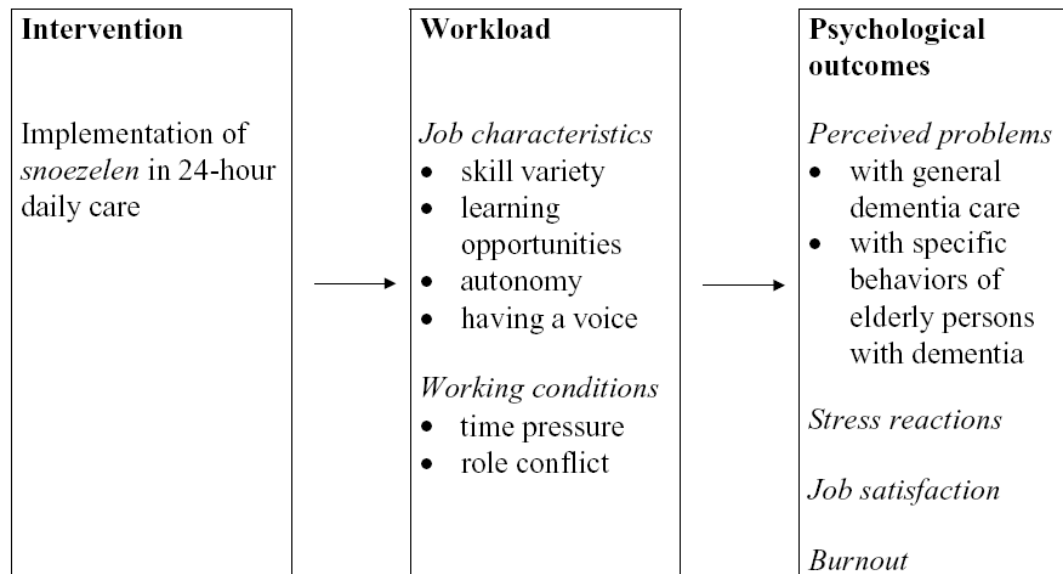 Intervention
Implementation of
snoezelen in 24-hour
daily care
Workload
Job characteristics
• skill variety
• learning
opportunities
• autonomy
• having a voice
Working conditions
• time pressure
• role conflict
Psychological
outcomes
Perceived problems
• with general
dementia care
• with specific
behaviors of
elderly persons
with dementia
Stress reactions
Job satisfaction
Burnout